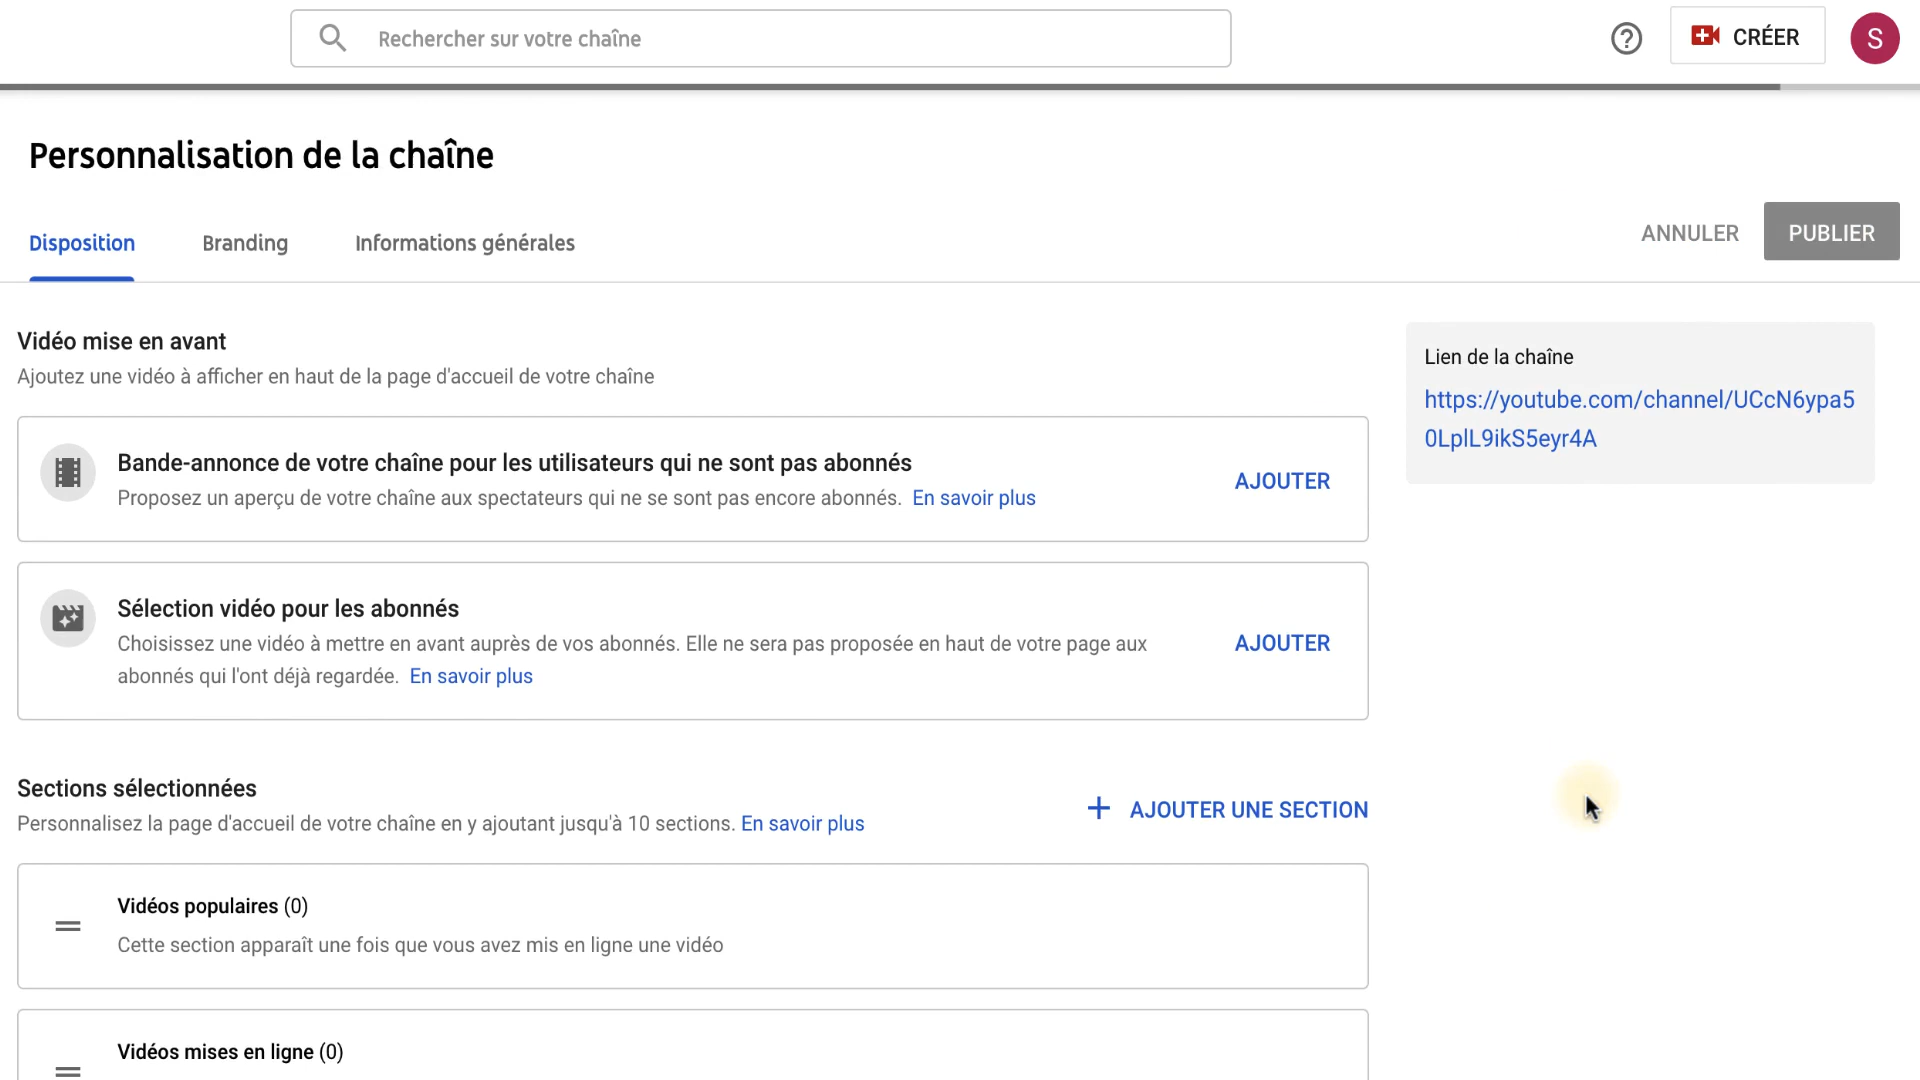 Rechercher sur votre chaîne
CRÉER
S
Personnalisation de la chaîne
Disposition
Branding
Informations générales
ANNULER
PUBLIER
Vidéo mise en avant
Ajoutez une vidéo à afficher en haut de la page d'accueil de votre chaîne
Bande-annonce de votre chaîne pour les utilisateurs qui ne sont pas abonnés
Proposez un aperçu de votre chaîne aux spectateurs qui ne se sont pas encore abonnés. En savoir plus
AJOUTER
Sélection vidéo pour les abonnés
Choisissez une vidéo à mettre en avant auprès de vos abonnés. Elle ne sera pas proposée en haut de votre page aux
abonnés qui l'ont déjà regardée. En savoir plus
AJOUTER
Lien de la chaîne
https://youtube.com/channel/UCcN6ypa5
0LplL9ikS5eyr4A
Sections sélectionnées
Personnalisez la page d'accueil de votre chaîne en y ajoutant jusqu'à 10 sections. En savoir plus
AJOUTER UNE SECTION
Vidéos populaires (0)
Cette section apparaît une fois que vous avez mis en ligne une vidéo
Vidéos mises en ligne (0)